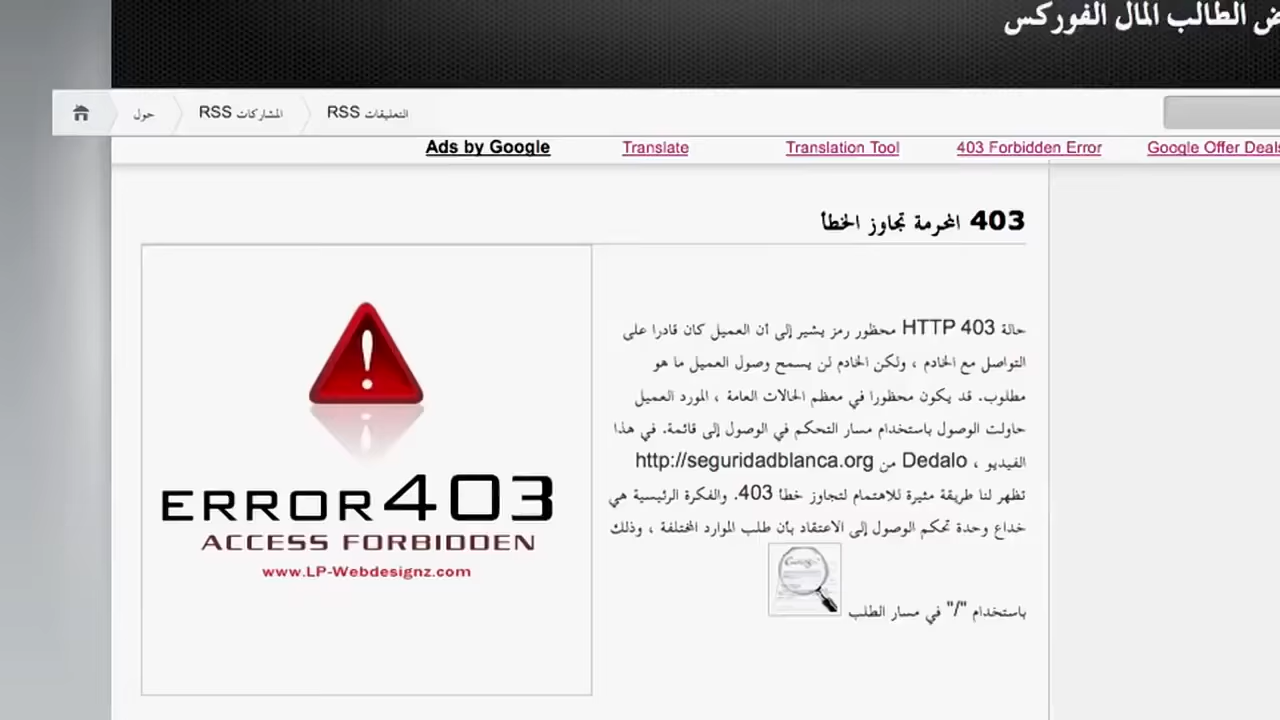 ض الطالب المال الفوركس
حول
المشاركات RSS
التعليقات RSS
Ads by Google
Translate
Translation Tool
403 Forbidden Error
Google Offer Deals
403 المحرمة تجاوز الخطأ
حالة HTTP 403 محظور رمز يشير إلى أن العميل كان قادرا على
التواصل مع الخادم ، ولكن الخادم لن يسمح وصول العميل ما هو
مطلوب. قد يكون محظورا في معظم الحالات العامة ، المورد العميل
حاولت الوصول باستخدام مسار التحكم في الوصول إلى قائمة. في هذا
الفيديو ، Dedalo من http://seguridadblanca.org
تظهر لنا طريقة مثيرة للاهتمام لتجاوز خطأ 403. والفكرة الرئيسية هي
خداع وحدة تحكم الوصول إلى الاعتقاد بأن طلب الموارد المختلفة ، وذلك
باستخدام "/" في مسار الطلب
ERROR 403
ACCESS FORBIDDEN
www.LP-Webdesignz.com